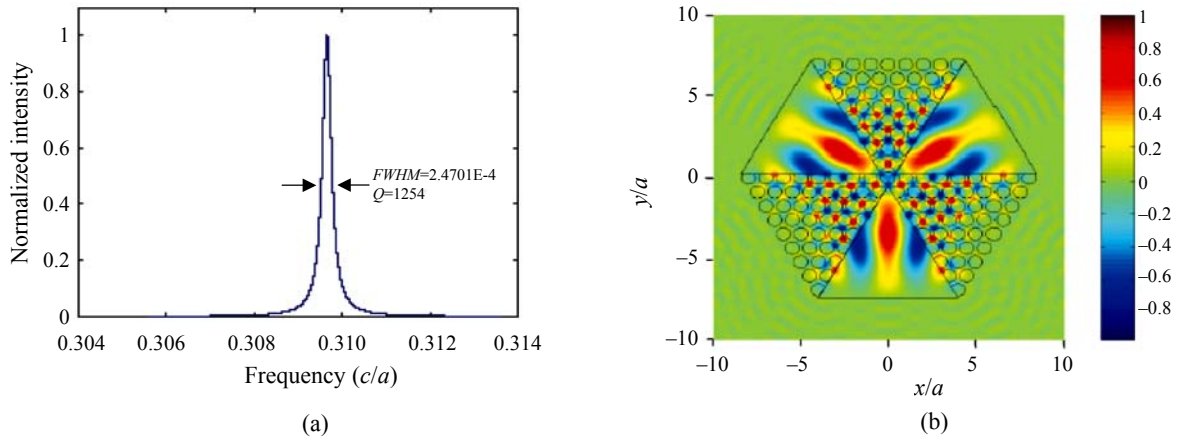 Normalized intensity
1
0.8
0.6
0.4
0.2
0
FWHM=2.4701E-4
Q=1254
0.304 0.306 0.308 0.310 0.312 0.314
Frequency (c/a)
(a)
y/a
10
5
0
–5
–10
–10 –5 0 5 10
x/a
(b)
1
0.8
0.6
0.4
0.2
0
–0.2
–0.4
–0.6
–0.8